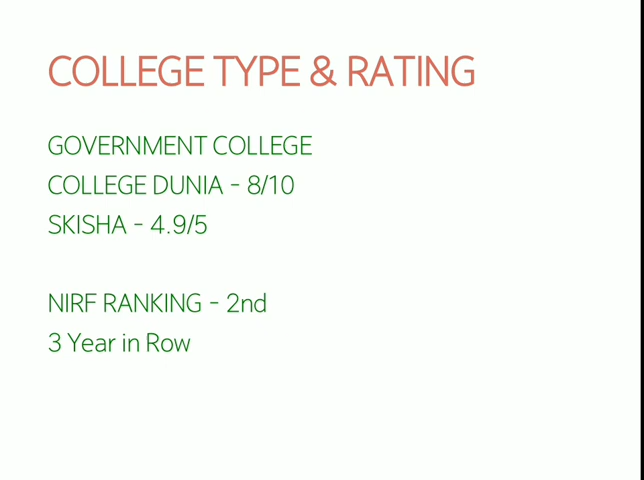 COLLEGE TYPE & RATING
GOVERNMENT COLLEGE
COLLEGE DUNIA - 8/10
SKISHA - 4.9/5
NIRF RANKING - 2nd
3 Year in Row